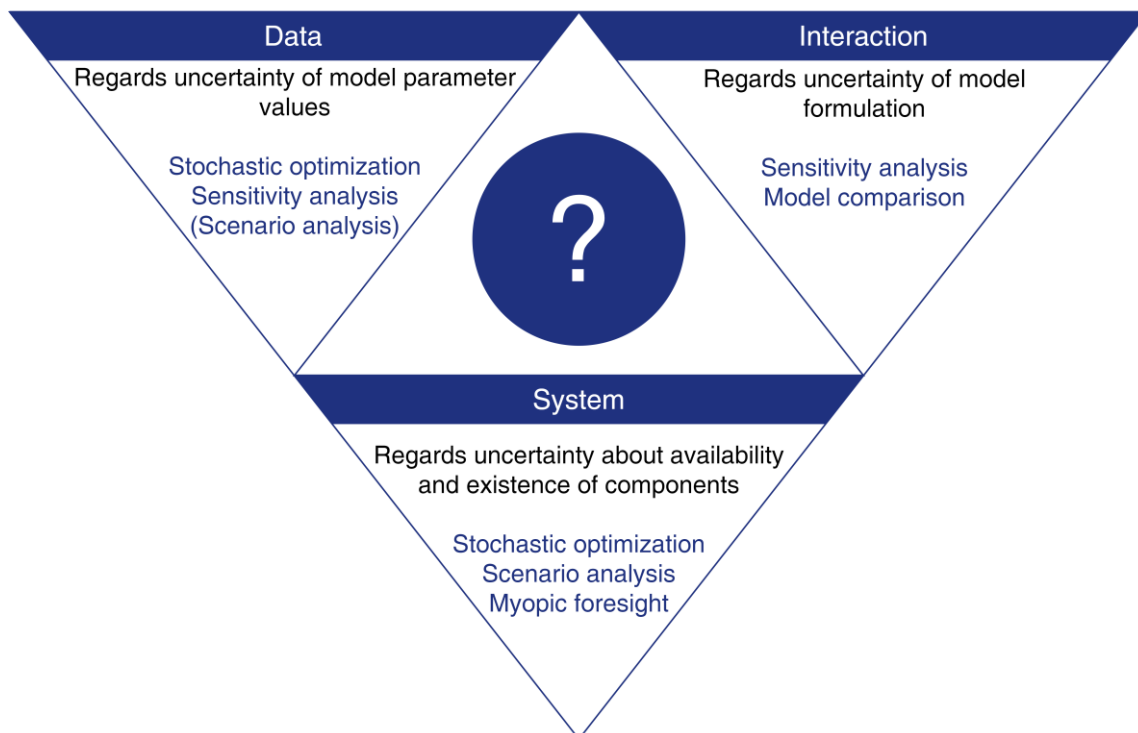 Data
Regards uncertainty of model parameter
values
Stochastic optimization
Sensitivity analysis
(Scenario analysis)
Interaction
Regards uncertainty of model
formulation
Sensitivity analysis
Model comparison
?
System
Regards uncertainty about availability
and existence of components
Stochastic optimization
Scenario analysis
Myopic foresight